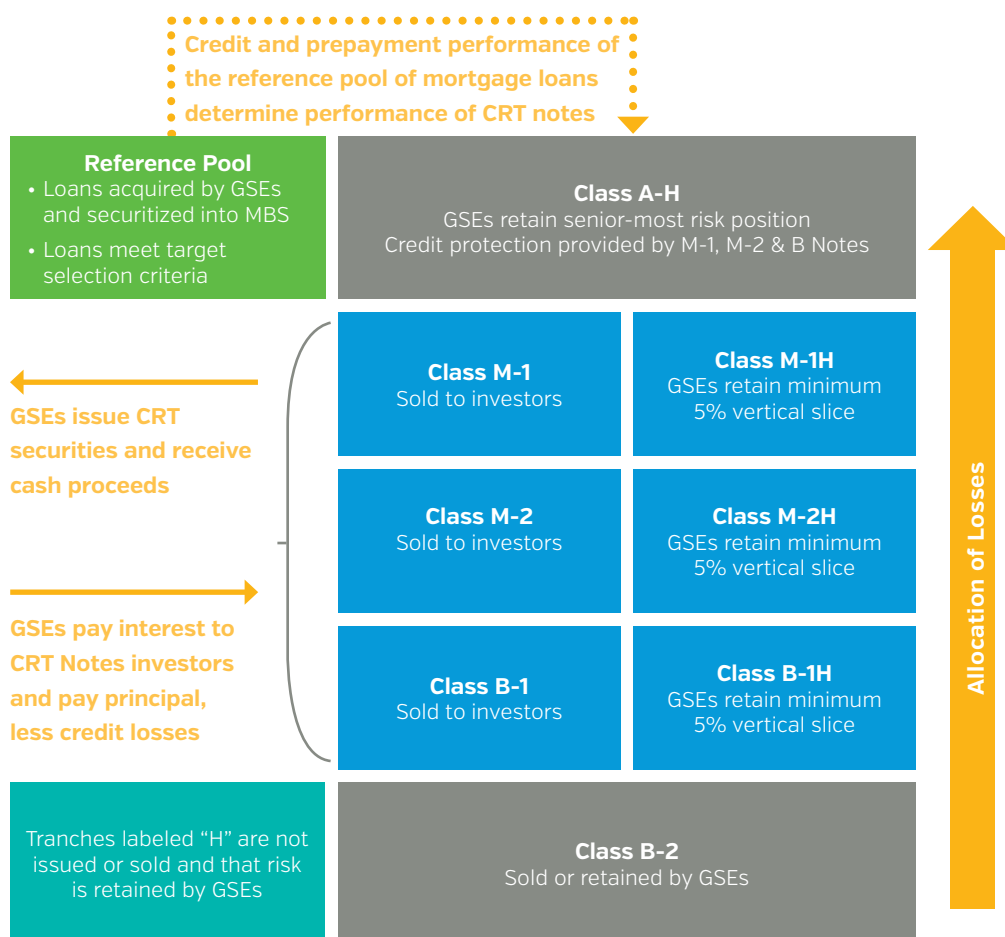 Credit and prepayment performance of
the reference pool of mortgage loans
determine performance of CRT notes
Reference Pool
• Loans acquired by GSEs
and securitized into MBS
• Loans meet target
selection criteria
Class A-H
GSEs retain senior-most risk position
Credit protection provided by M-1, M-2 & B Notes
GSEs issue CRT
securities and receive
cash proceeds
GSEs pay interest to
CRT Notes investors
and pay principal,
less credit losses
Class M-1
Sold to investors
Class M-1H
GSEs retain minimum
5% vertical slice
Class M-2
Sold to investors
Class M-2H
GSEs retain minimum
5% vertical slice
Class B-1
Sold to investors
Class B-1H
GSEs retain minimum
5% vertical slice
Allocation of Losses
Tranches labeled “H” are not
issued or sold and that risk
is retained by GSEs
Class B-2
Sold or retained by GSEs